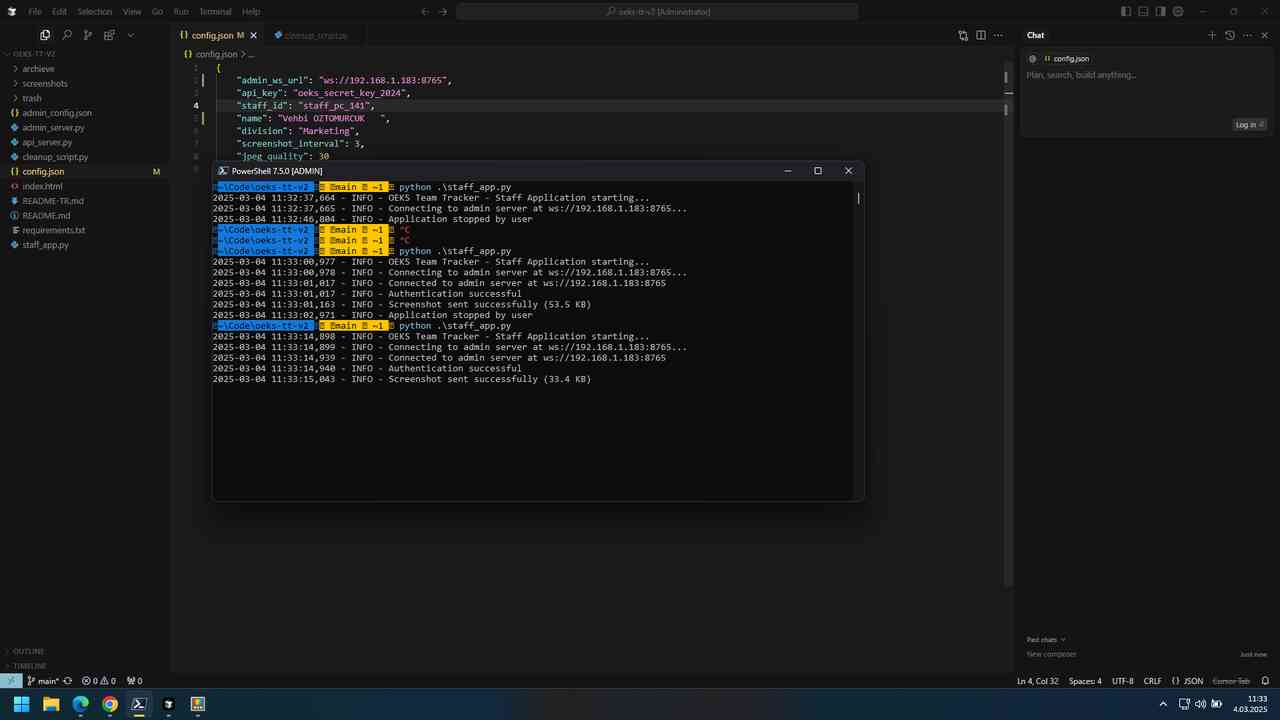 File Edit Selection View Go Run Terminal Help
oeks-tt-v2 [Administrator]
OEKS-TT-V2
archieve
screenshots
trash
admin_config.json
admin_server.py
api_server.py
cleanup_script.py
config.json M
index.html
README-TR.md
README.md
requirements.txt
staff_app.py
OUTLINE
TIMELINE
config.json M
cleanup_script.py
config.json > ...
1 {
2 "admin_ws_url": "ws://192.168.1.183:8765",
3 "api_key": "oeks_secret_key_2024",
4 "staff_id": "staff_pc_141",
5 "name": "Vehbi OZTOMURCUK   ",
6 "division": "Marketing",
7 "screenshot_interval": 3,
8 "jpeg_quality": 30
9
PowerShell 7.5.0 [ADMIN]
~\Code\oeks-tt-v2 main ~1 python .\staff_app.py
2025-03-04 11:32:37,664 - INFO - OEKS Team Tracker - Staff Application starting...
2025-03-04 11:32:37,665 - INFO - Connecting to admin server at ws://192.168.1.183:8765...
2025-03-04 11:32:46,804 - INFO - Application stopped by user
~\Code\oeks-tt-v2 main ~1 ^C
~\Code\oeks-tt-v2 main ~1 ^C
~\Code\oeks-tt-v2 main ~1 python .\staff_app.py
2025-03-04 11:33:00,977 - INFO - OEKS Team Tracker - Staff Application starting...
2025-03-04 11:33:00,978 - INFO - Connecting to admin server at ws://192.168.1.183:8765...
2025-03-04 11:33:01,017 - INFO - Connected to admin server at ws://192.168.1.183:8765
2025-03-04 11:33:01,017 - INFO - Authentication successful
2025-03-04 11:33:01,163 - INFO - Screenshot sent successfully (53.5 KB)
2025-03-04 11:33:02,971 - INFO - Application stopped by user
~\Code\oeks-tt-v2 main ~1 python .\staff_app.py
2025-03-04 11:33:14,898 - INFO - OEKS Team Tracker - Staff Application starting...
2025-03-04 11:33:14,899 - INFO - Connecting to admin server at ws://192.168.1.183:8765...
2025-03-04 11:33:14,939 - INFO - Connected to admin server at ws://192.168.1.183:8765
2025-03-04 11:33:14,940 - INFO - Authentication successful
2025-03-04 11:33:15,043 - INFO - Screenshot sent successfully (33.4 KB)
Chat
config.json
Plan, search, build anything...
Log in
Past chats
New composer Just now
main* 0 0 0 Ln 4, Col 32 Spaces: 4 UTF-8 CRLF {} JSON Cursor Tab
11:33
4.03.2025